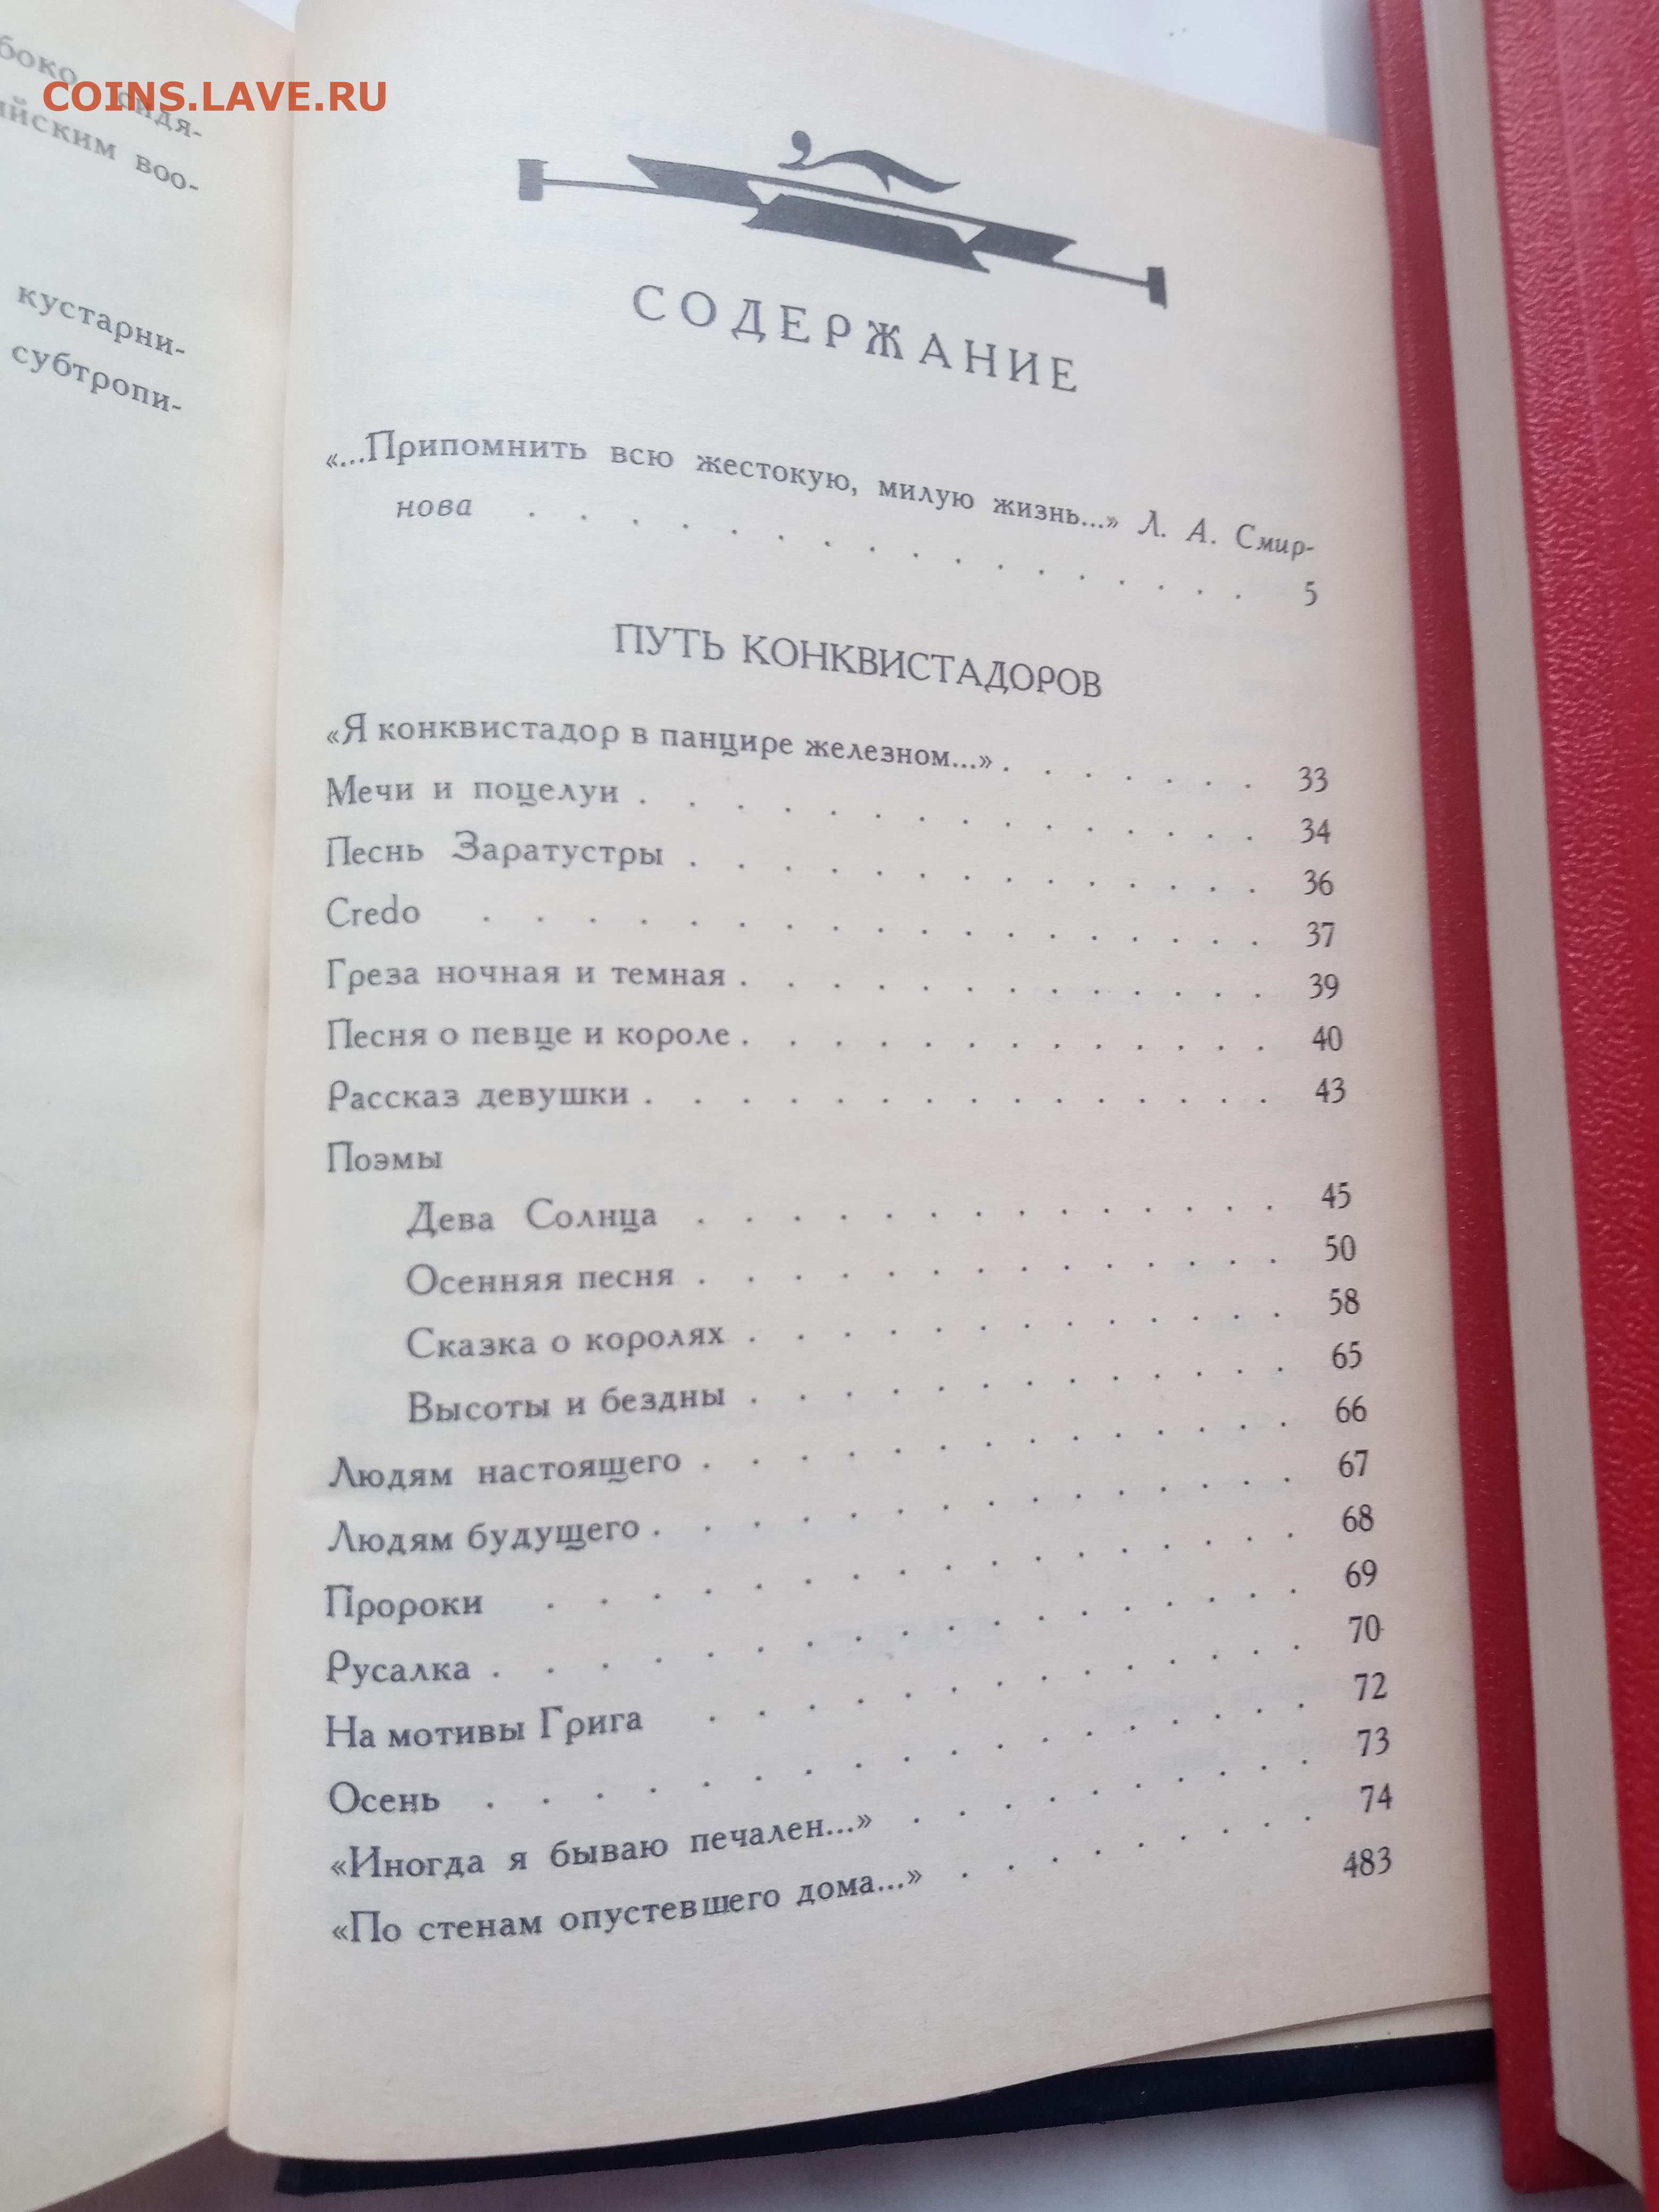 COINS.LAVE.RU
воо-
кустарни-
субтропи-
СОДЕРЖАНИЕ
«...Припомнить всю жестокую, милую жизнь...» Л. А. Смир-
нова . . . . . . . . . . . . . . . . 5
ПУТЬ КОНКВИСТАДОРОВ
«Я конквистадор в панцире железном...» . . . . . . . 33
Мечи и поцелуи . . . . . . . . . . . . . . 34
Песнь Заратустры . . . . . . . . . . . . . 36
Credo . . . . . . . . . . . . . . . . 37
Греза ночная и темная . . . . . . . . . . . . 39
Песня о певце и короле . . . . . . . . . . . . 40
Рассказ девушки . . . . . . . . . . . . . . 43
Поэмы
Дева Солнца . . . . . . . . . . . . . 45
Осенняя песня . . . . . . . . . . . . . 50
Сказка о королях . . . . . . . . . . . . 58
Высоты и бездны . . . . . . . . . . . . 65
Людям настоящего . . . . . . . . . . . . . 66
Людям будущего . . . . . . . . . . . . . . 67
Пророки . . . . . . . . . . . . . . . 68
Русалка . . . . . . . . . . . . . . . . 69
На мотивы Грига . . . . . . . . . . . . . 70
Осень . . . . . . . . . . . . . . . . 72
«Иногда я бываю печален...» . . . . . . . . . 73
«По стенам опустевшего дома...» . . . . . . . . 74
483